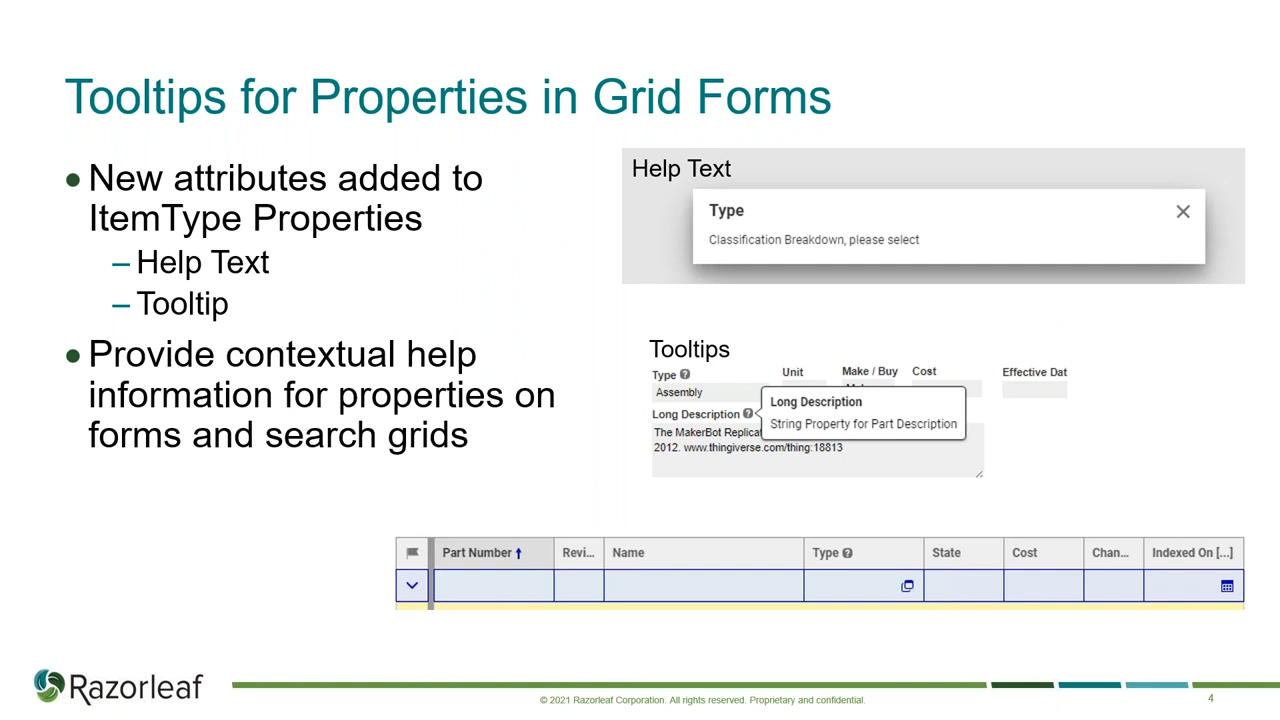 Tooltips for Properties in Grid Forms
• New attributes added to
ItemType Properties
– Help Text
– Tooltip
• Provide contextual help
information for properties on
forms and search grids
Help Text
Type
Classification Breakdown, please select
Tooltips
Type Unit Make / Buy Cost Effective Dat
Assembly
Long Description
The MakerBot Replicat
2012. www.thingiverse.com/thing:18813
Long Description
String Property for Part Description
Part Number Revi... Name Type State Cost Chan... Indexed On [...]
Razorleaf
© 2021 Razorleaf Corporation. All rights reserved. Proprietary and confidential.
4